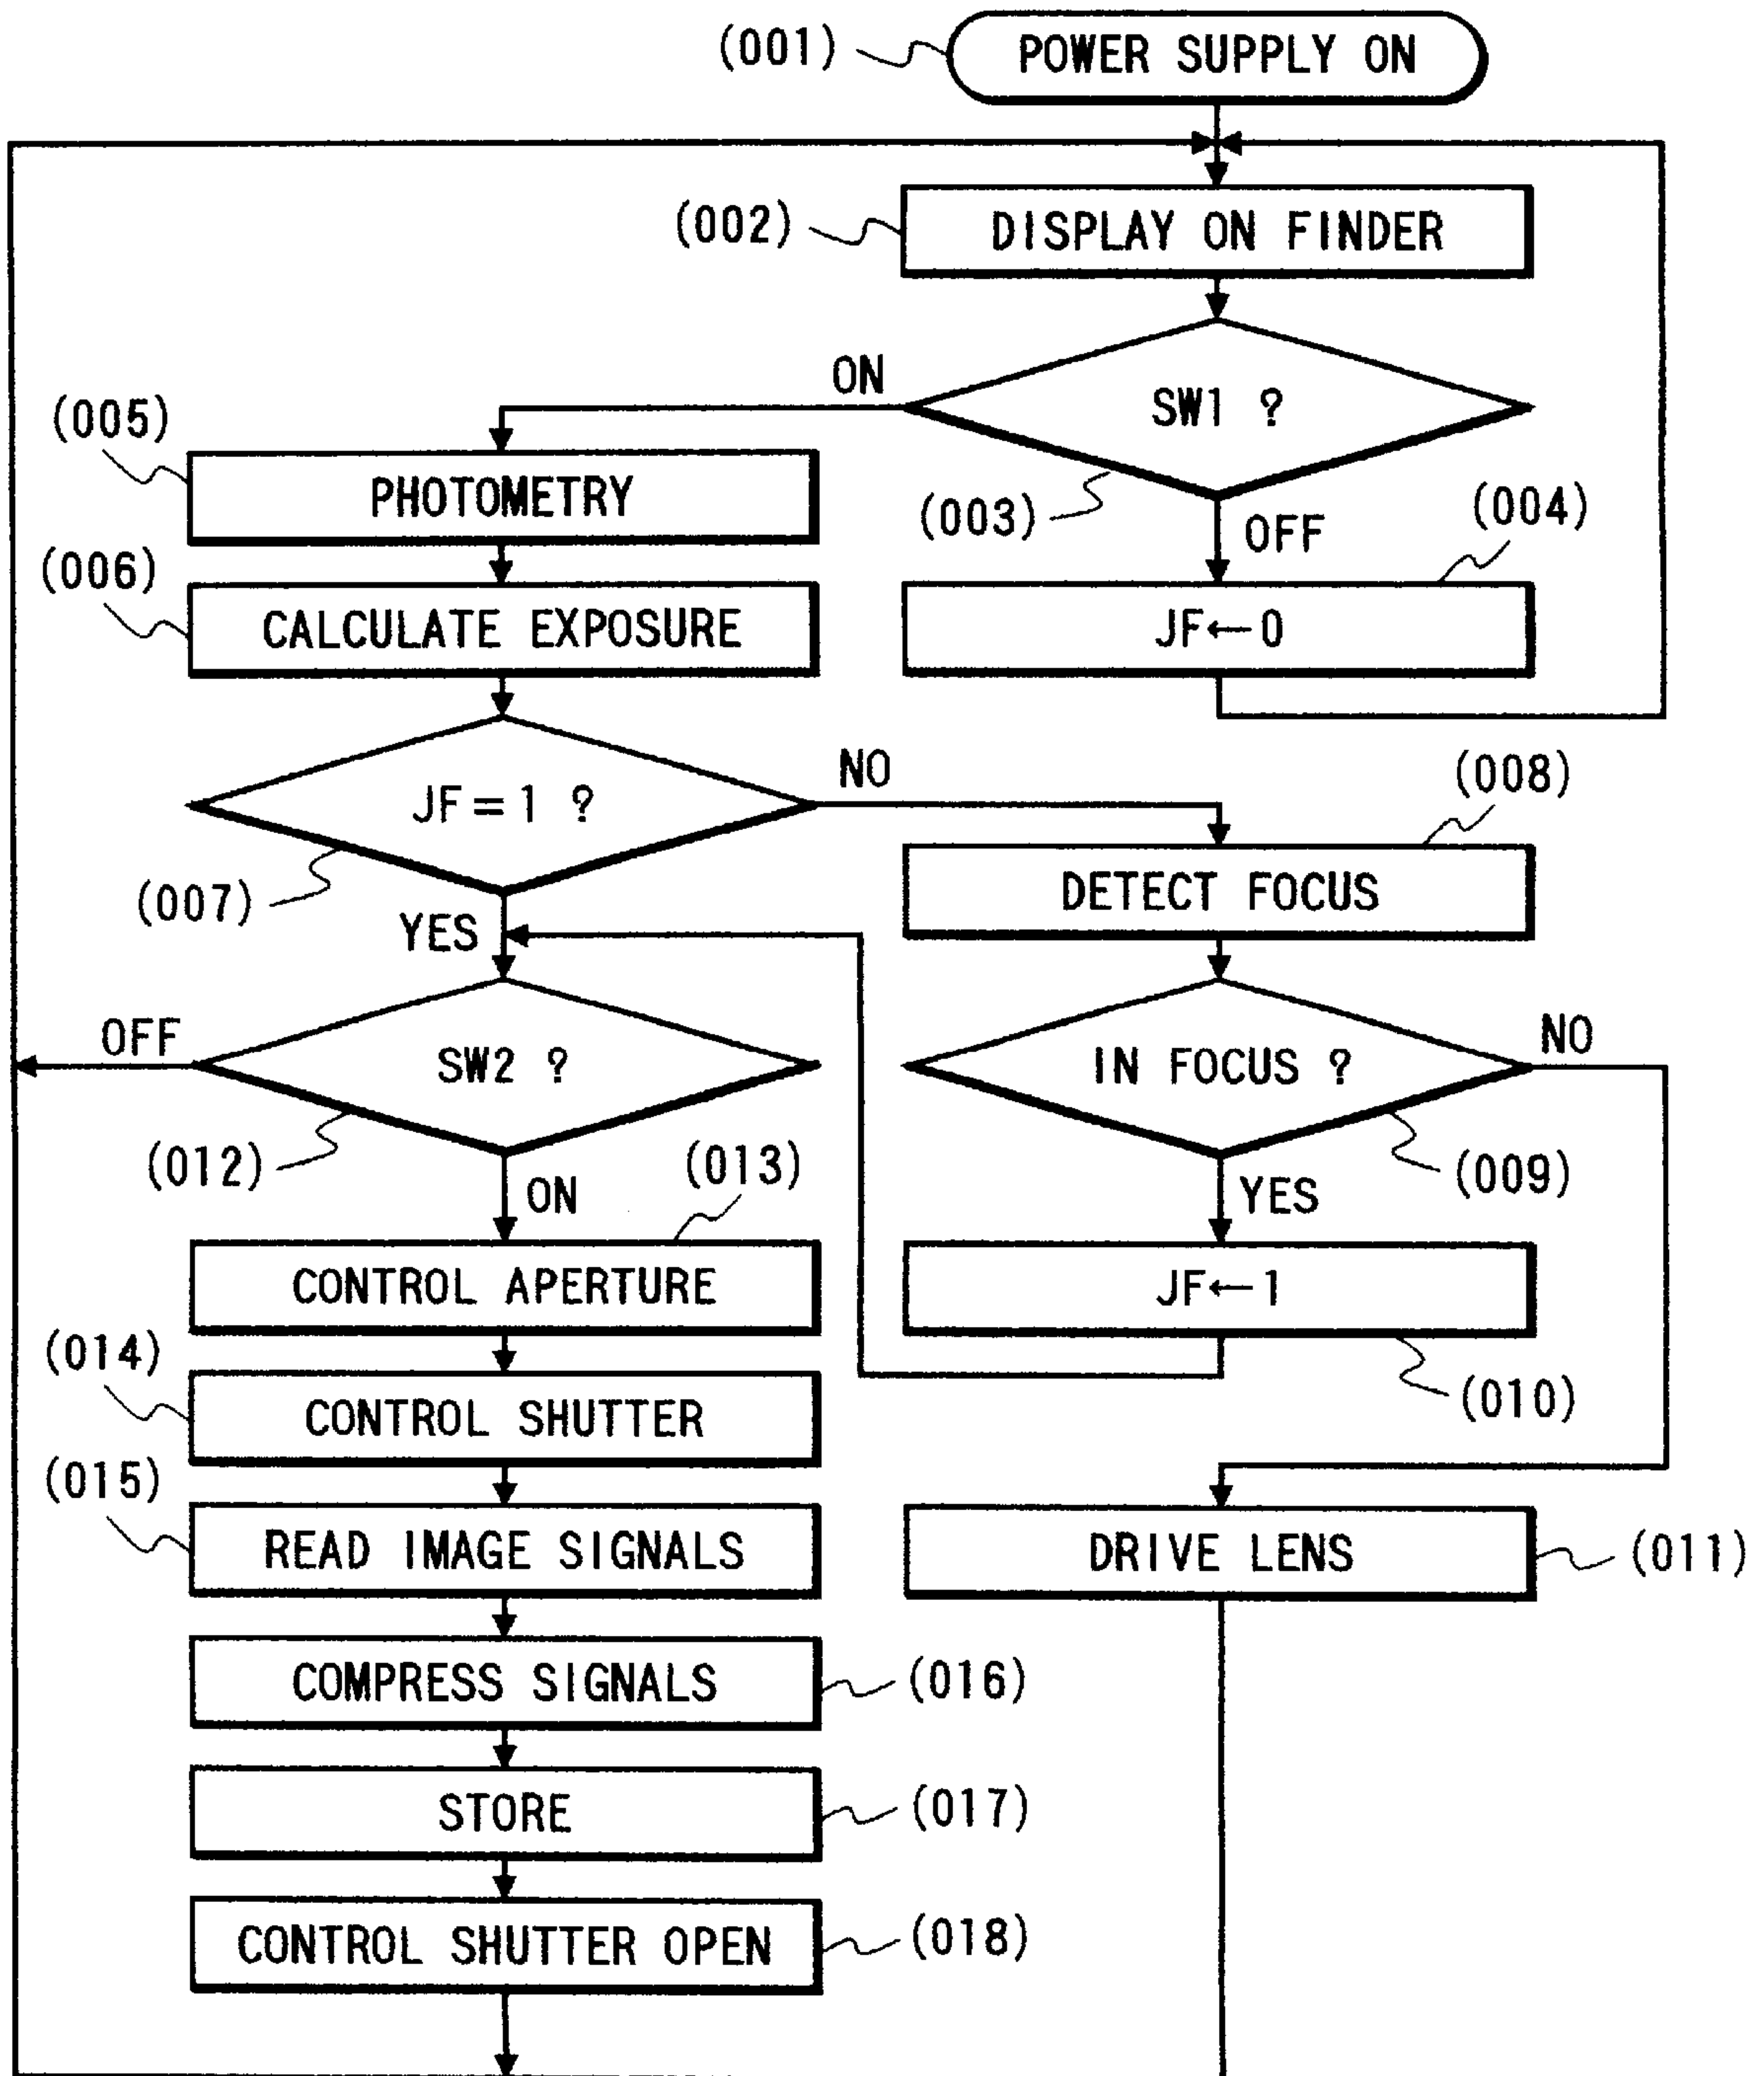 (001)
POWER SUPPLY ON
(002)
DISPLAY ON FINDER
ON
SW1 ?
(003)
OFF
(004)
JF←0
(005)
PHOTOMETRY
(006)
CALCULATE EXPOSURE
JF=1 ?
NO
(007)
YES
(008)
DETECT FOCUS
OFF
SW2 ?
(012)
ON
IN FOCUS ?
NO
(009)
YES
(013)
CONTROL APERTURE
JF←1
(010)
(014)
CONTROL SHUTTER
(015)
READ IMAGE SIGNALS
DRIVE LENS
(011)
COMPRESS SIGNALS
(016)
STORE
(017)
CONTROL SHUTTER OPEN
(018)